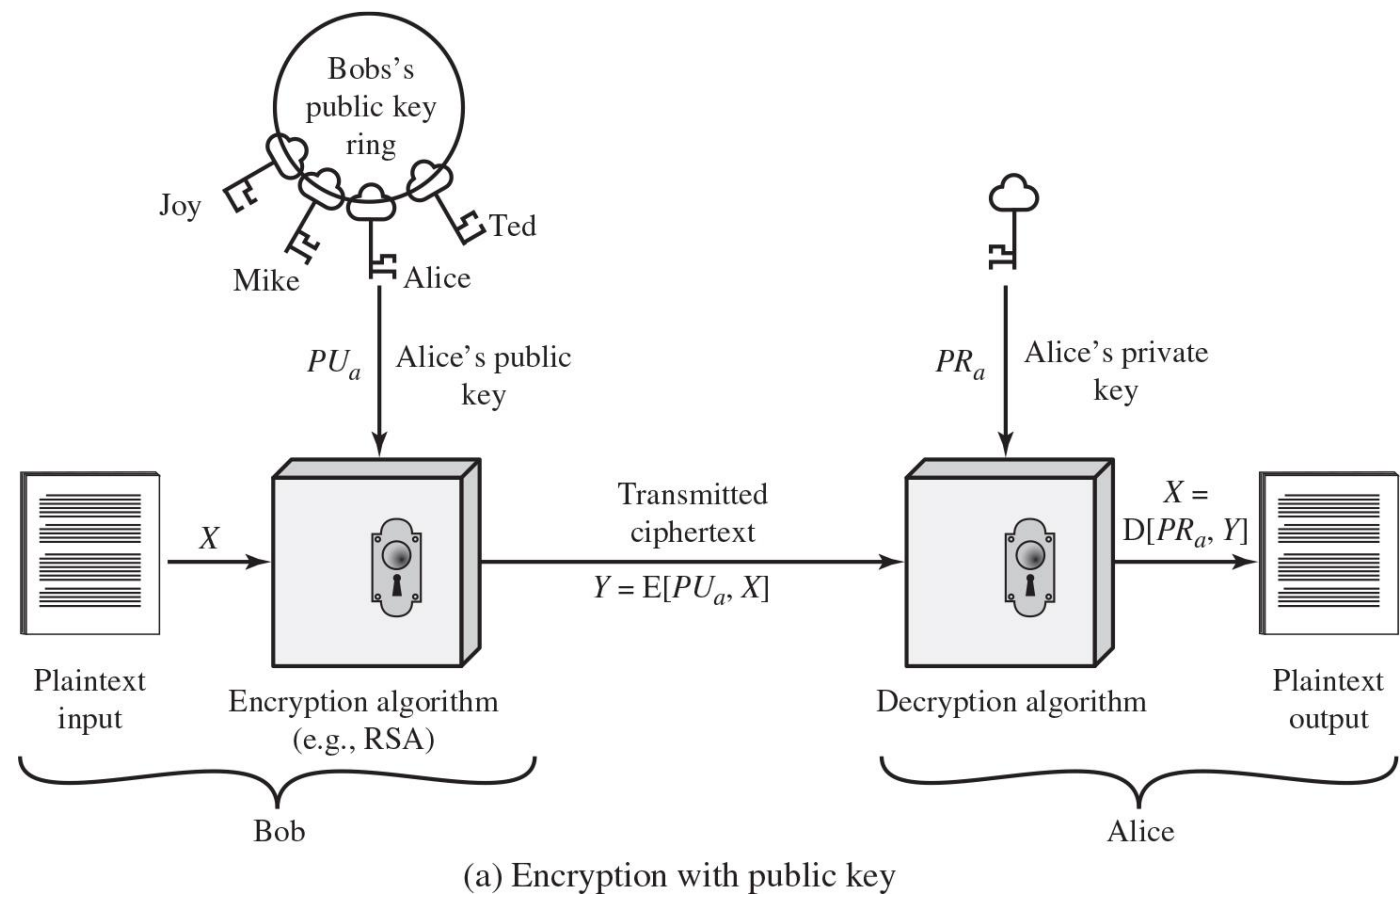 Bobs's
public key
ring
Joy
Ted
Mike
Alice
PUa
Alice's public
key
PRa
Alice's private
key
X
Transmitted
ciphertext
Y = E[PUa, X]
X =
D[PRa, Y]
Plaintext
input
Encryption algorithm
(e.g., RSA)
Decryption algorithm
Plaintext
output
Bob
Alice
(a) Encryption with public key